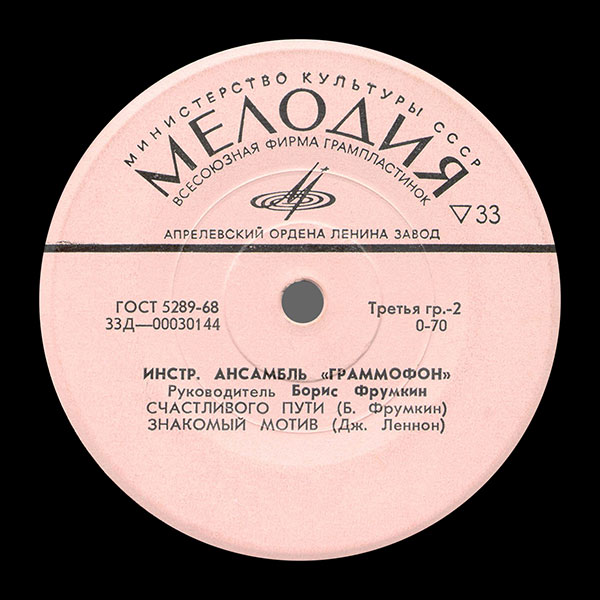 МИНИСТЕРСТВО КУЛЬТУРЫ СССР
МЕЛОДИЯ
ВСЕСОЮЗНАЯ ФИРМА ГРАМПЛАСТИНОК
▽33
АПРЕЛЕВСКИЙ ОРДЕНА ЛЕНИНА ЗАВОД
ГОСТ 5289-68
Третья гр.-2
33Д—00030144
0-70
ИНСТР. АНСАМБЛЬ «ГРАММОФОН»
Руководитель Борис Фрумкин
СЧАСТЛИВОГО ПУТИ (Б. Фрумкин)
ЗНАКОМЫЙ МОТИВ (Дж. Леннон)